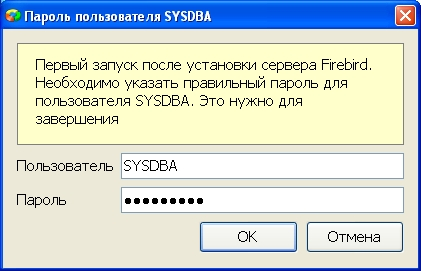 Пароль пользователя SYSDBA
Первый запуск после установки сервера Firebird.
Необходимо указать правильный пароль для
пользователя SYSDBA. Это нужно для
завершения
Пользователь SYSDBA
Пароль ●●●●●●●●●
OK Отмена